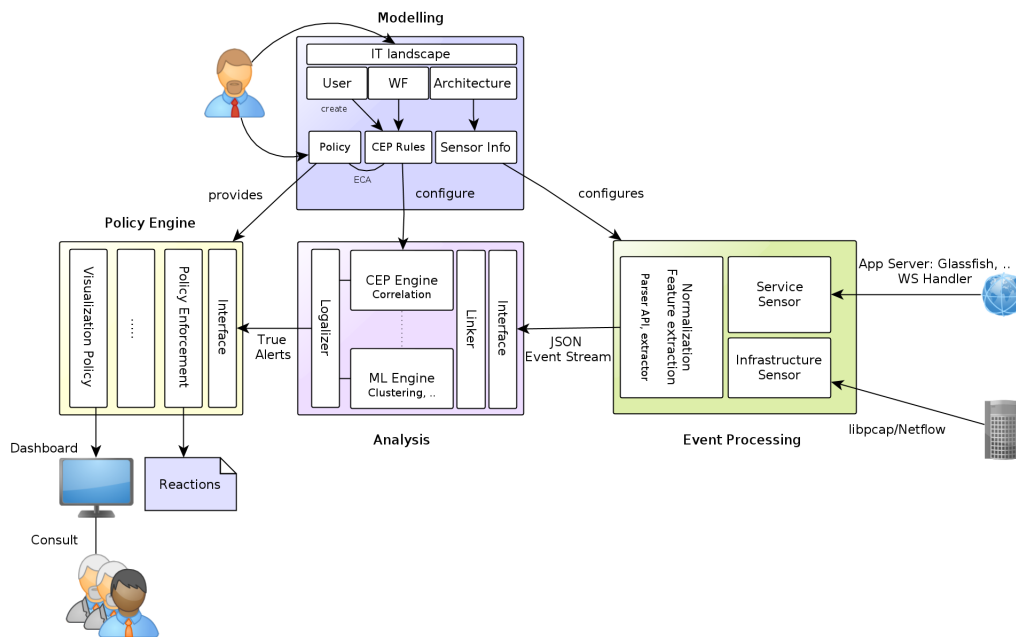 Modelling
IT landscape
User
WF
Architecture
create
Policy
CEP Rules
Sensor Info
ECA
provides
configure
configures
Policy Engine
Visualization Policy
.....
Policy Enforcement
Interface
Logalizer
CEP Engine
Correlation
ML Engine
Clustering, ..
Linker
Interface
Normalization
Feature extraction
Parser API, extractor
Service
Sensor
Infrastructure
Sensor
App Server: Glassfish, ..
WS Handler
True
Alerts
JSON
Event Stream
libpcap/Netflow
Analysis
Event Processing
Dashboard
Reactions
Consult